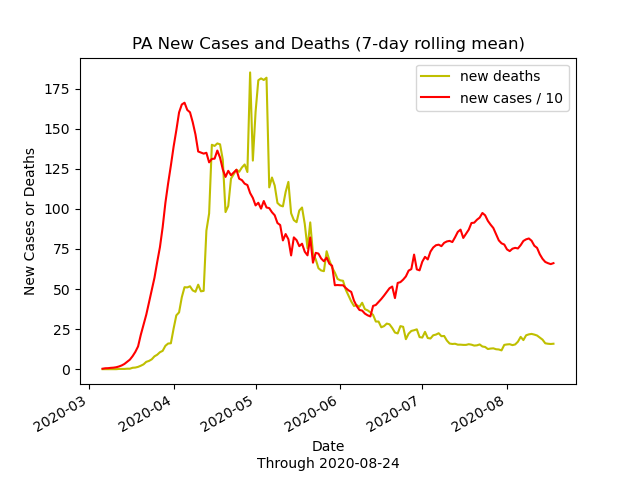 PA New Cases and Deaths (7-day rolling mean)
new deaths
new cases / 10
New Cases or Deaths
175
150
125
100
75
50
25
0
2020-03
2020-04
2020-05
2020-06
2020-07
2020-08
Date
Through 2020-08-24